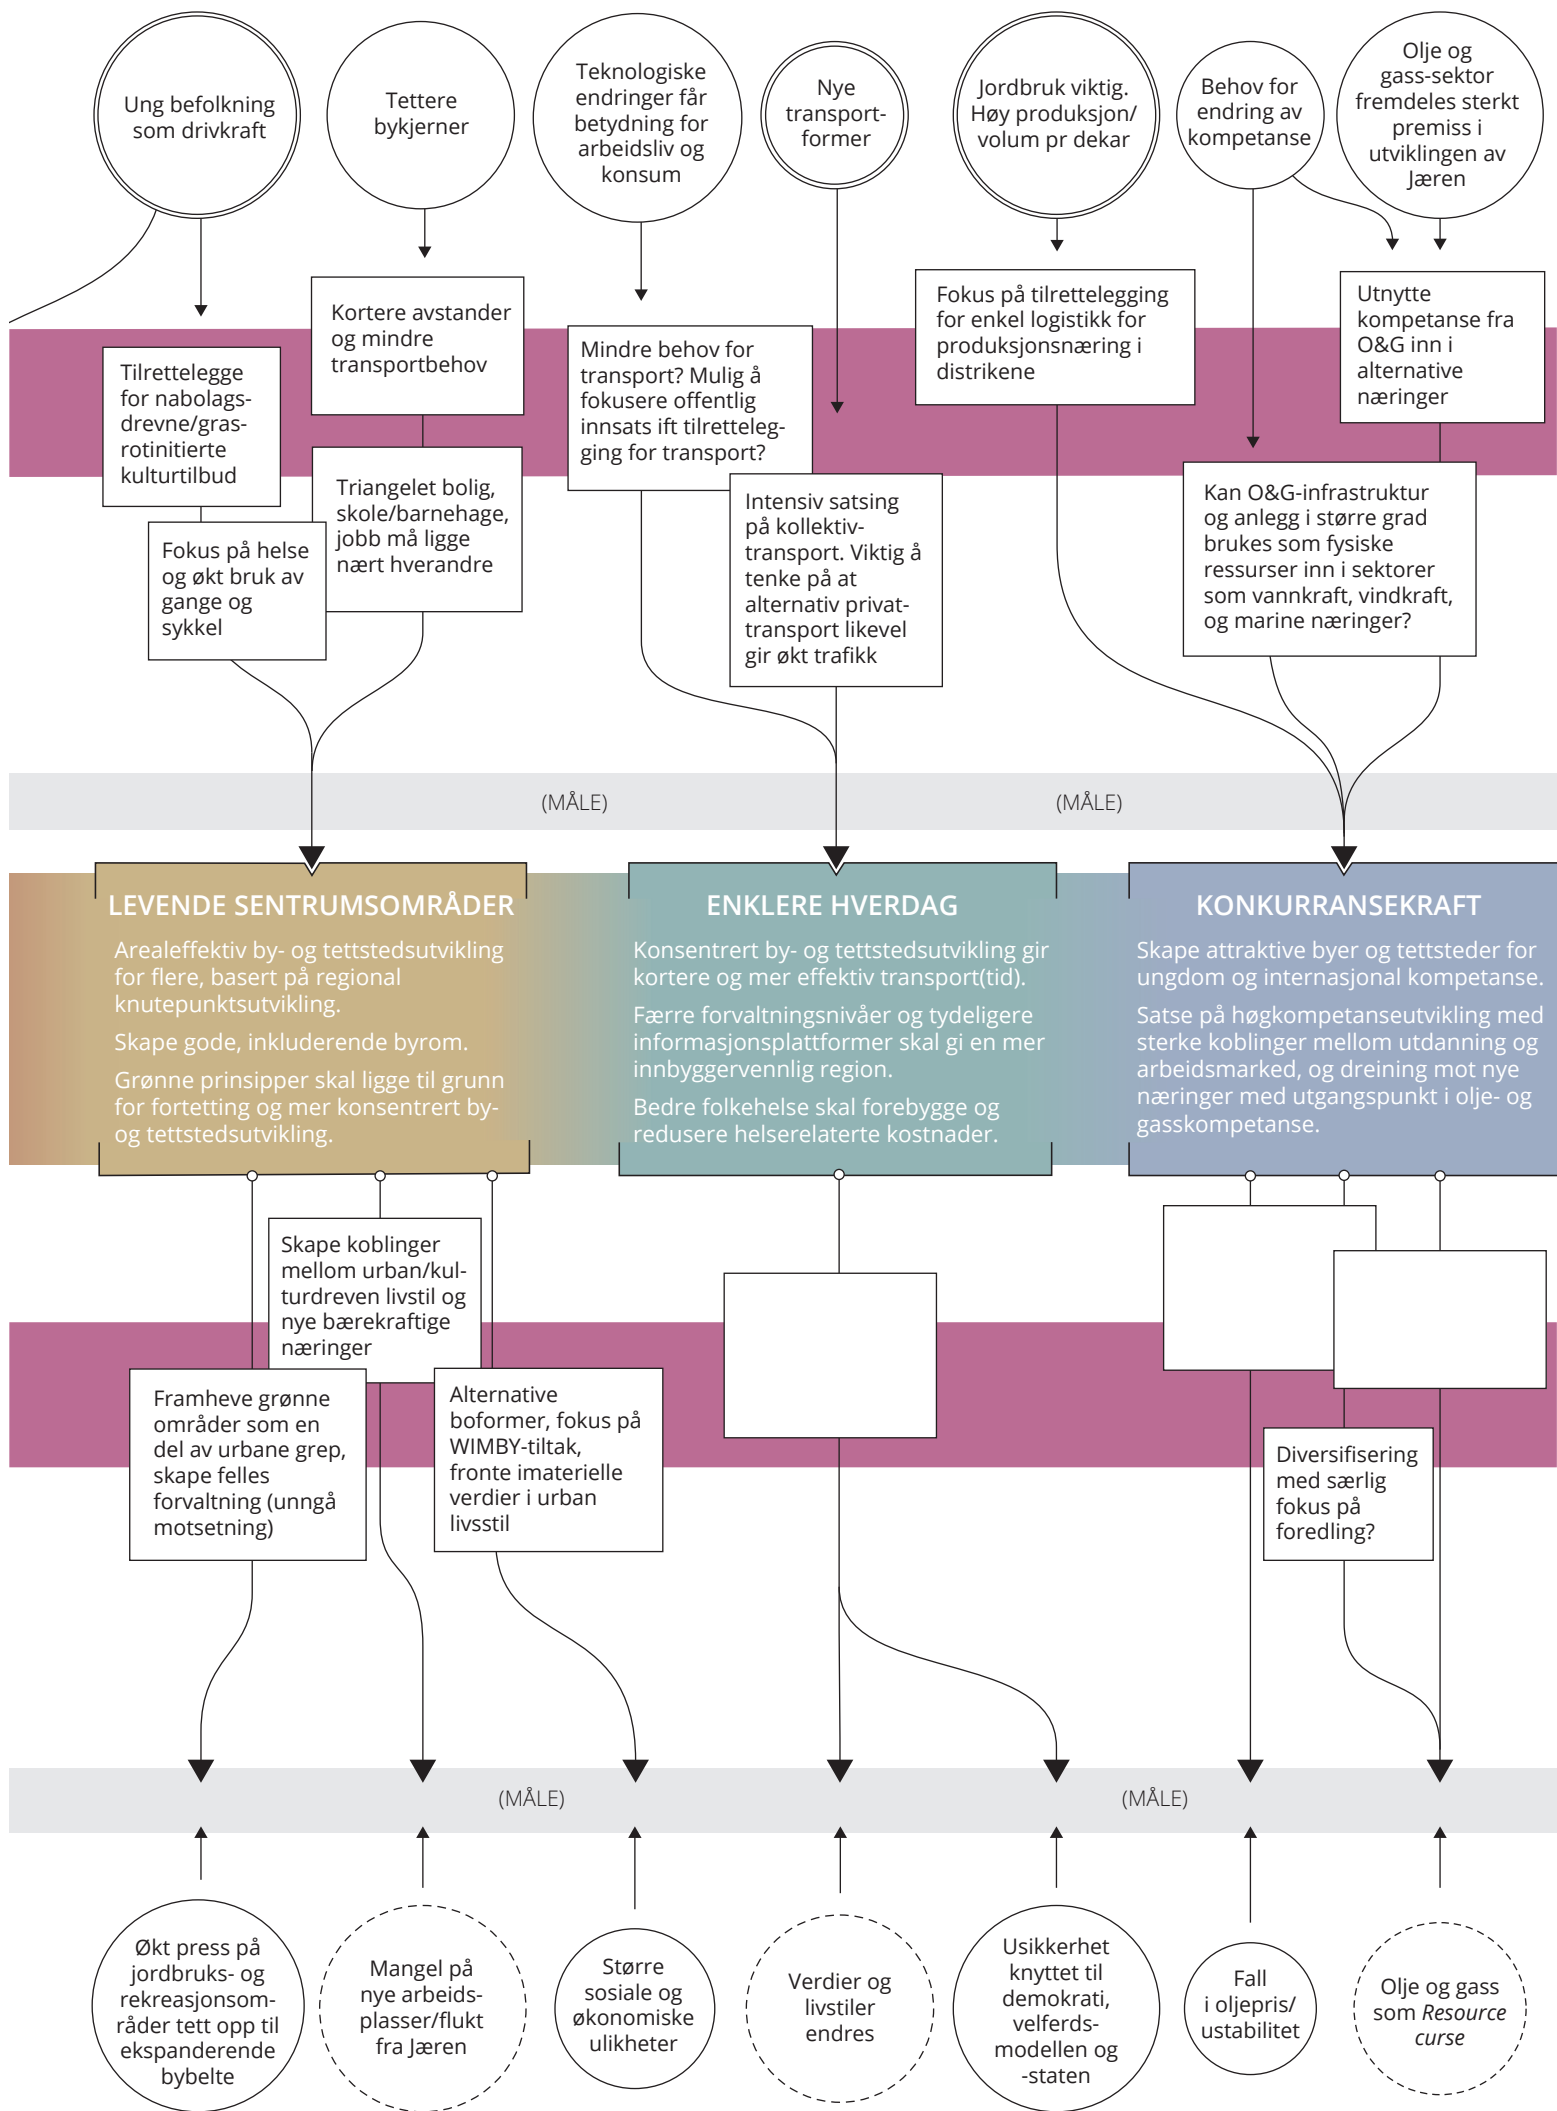 Ung befolkning
som drivkraft
Tettere
bykjerner
Teknologiske
endringer får
betydning for
arbeidsliv og
konsum
Nye
transport-
former
Jordbruk viktig.
Høy produksjon/
volum pr dekar
Behov for
endring av
kompetanse
Olje og
gass-sektor
fremdeles sterkt
premiss i
utviklingen av
Jæren
Tilrettelegge
for nabolags-
drevne/gras-
rotinitierte
kulturtilbud
Fokus på helse
og økt bruk av
gange og
sykkel
Kortere avstander
og mindre
transportbehov
Triangelet bolig,
skole/barnehage,
jobb må ligge
nært hverandre
Mindre behov for
transport? Mulig å
fokusere offentlig
innsats ift tilretteleg-
ging for transport?
Intensiv satsing
på kollektiv-
transport. Viktig å
tenke på at
alternativ privat-
transport likevel
gir økt trafikk
Fokus på tilrettelegging
for enkel logistikk for
produksjonsnæring i
distrikene
Utnytte
kompetanse fra
O&G inn i
alternative
næringer
Kan O&G-infrastruktur
og anlegg i større grad
brukes som fysiske
ressurser inn i sektorer
som vannkraft, vindkraft,
og marine næringer?
(MÅLE)
(MÅLE)
LEVENDE SENTRUMSOMRÅDER
Arealeffektiv by- og tettstedsutvikling
for flere, basert på regional
knutepunktsutvikling.
Skape gode, inkluderende byrom.
Grønne prinsipper skal ligge til grunn
for fortetting og mer konsentrert by-
og tettstedsutvikling.
ENKLERE HVERDAG
Konsentrert by- og tettstedsutvikling gir
kortere og mer effektiv transport(tid).
Færre forvaltningsnivåer og tydeligere
informasjonsplattformer skal gi en mer
innbyggervennlig region.
Bedre folkehelse skal forebygge og
redusere helserelaterte kostnader.
KONKURRANSEKRAFT
Skape attraktive byer og tettsteder for
ungdom og internasjonal kompetanse.
Satse på høgkompetanseutvikling med
sterke koblinger mellom utdanning og
arbeidsmarked, og dreining mot nye
næringer med utgangspunkt i olje- og
gasskompetanse.
Skape koblinger
mellom urban/kul-
turdreven livstil og
nye bærekraftige
næringer
Framheve grønne
områder som en
del av urbane grep,
skape felles
forvaltning (unngå
motsetning)
Alternative
boformer, fokus på
WIMBY-tiltak,
fronte imaterielle
verdier i urban
livsstil
Diversifisering
med særlig
fokus på
foredling?
(MÅLE)
(MÅLE)
Økt press på
jordbruks- og
rekreasjonsom-
råder tett opp til
ekspanderende
bybelte
Mangel på
nye arbeids-
plasser/flukt
fra Jæren
Større
sosiale og
økonomiske
ulikheter
Verdier og
livstiler
endres
Usikkerhet
knyttet til
demokrati,
velferds-
modellen og
-staten
Fall
i oljepris/
ustabilitet
Olje og gass
som Resource
curse